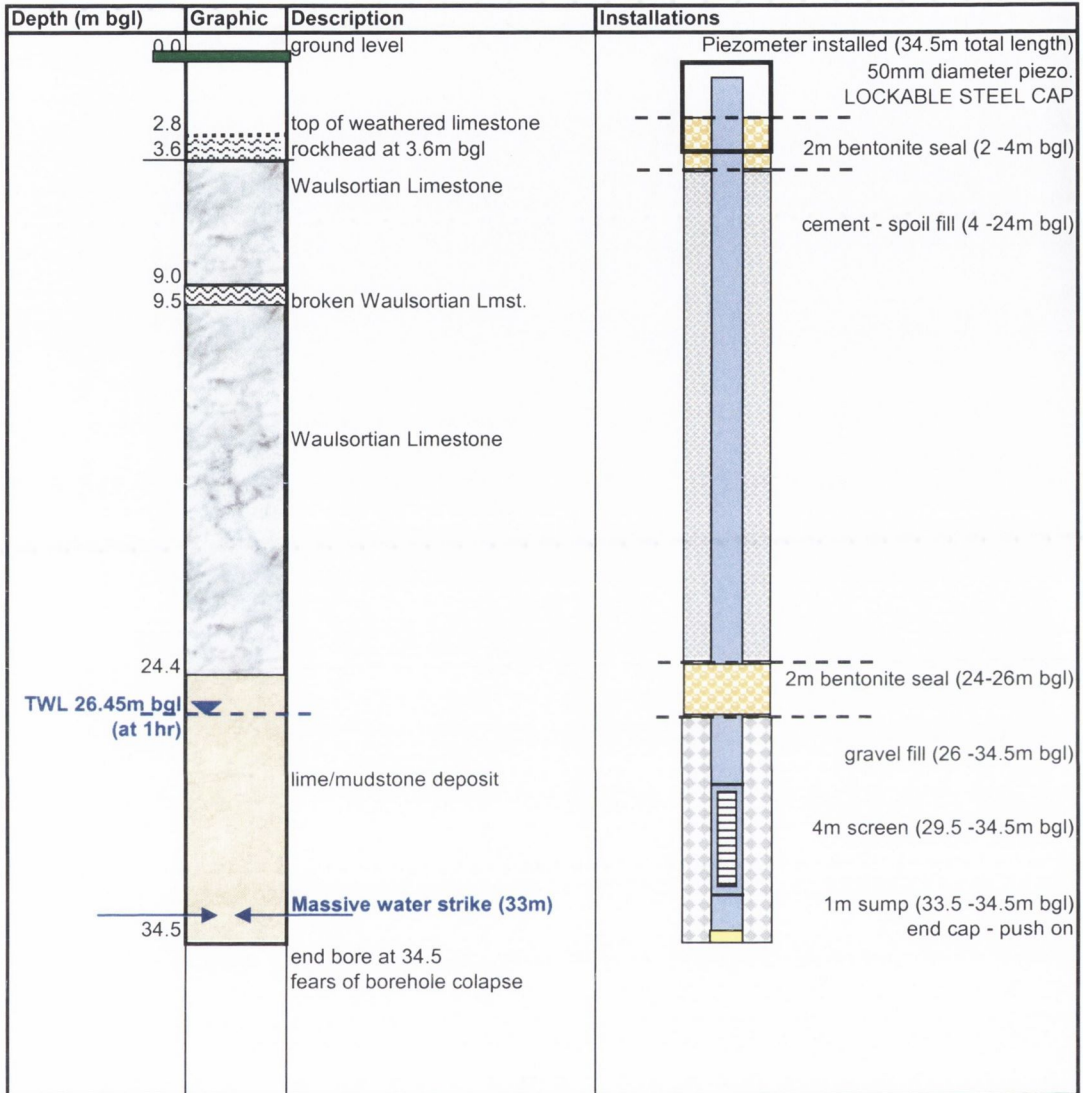 Depth (m bgl) Graphic Description Installations
0.0 ground level Piezometer installed (34.5m total length)
50mm diameter piezo.
LOCKABLE STEEL CAP
2.8 top of weathered limestone
3.6 rockhead at 3.6m bgl 2m bentonite seal (2 -4m bgl)
Waulsortian Limestone
cement - spoil fill (4 -24m bgl)
9.0
9.5 broken Waulsortian Lmst.
Waulsortian Limestone
24.4
2m bentonite seal (24-26m bgl)
TWL 26.45m bgl
(at 1hr)
gravel fill (26 -34.5m bgl)
lime/mudstone deposit
4m screen (29.5 -34.5m bgl)
Massive water strike (33m) 1m sump (33.5 -34.5m bgl)
34.5 end cap - push on
end bore at 34.5
fears of borehole colapse